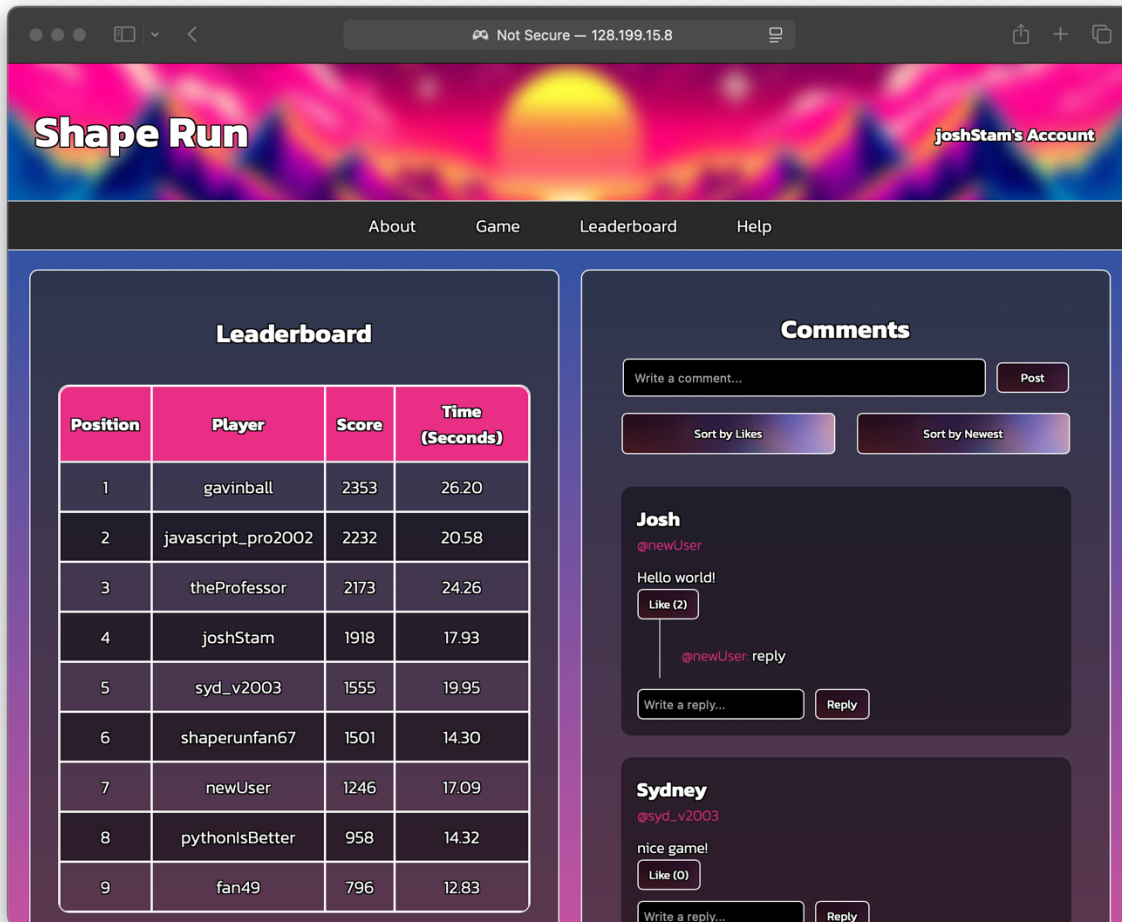 Not Secure — 128.199.15.8
Shape Run
joshStam's Account
About Game Leaderboard Help
Leaderboard
Position Player Score Time (Seconds)
1 gavinball 2353 26.20
2 javascript_pro2002 2232 20.58
3 theProfessor 2173 24.26
4 joshStam 1918 17.93
5 syd_v2003 1555 19.95
6 shaperunfan67 1501 14.30
7 newUser 1246 17.09
8 pythonIsBetter 958 14.32
9 fan49 796 12.83
Comments
Write a comment...
Post
Sort by Likes Sort by Newest
Josh
@newUser
Hello world!
Like (2)
@newUser: reply
Write a reply... Reply
Sydney
@syd_v2003
nice game!
Like (0)
Write a reply... Reply